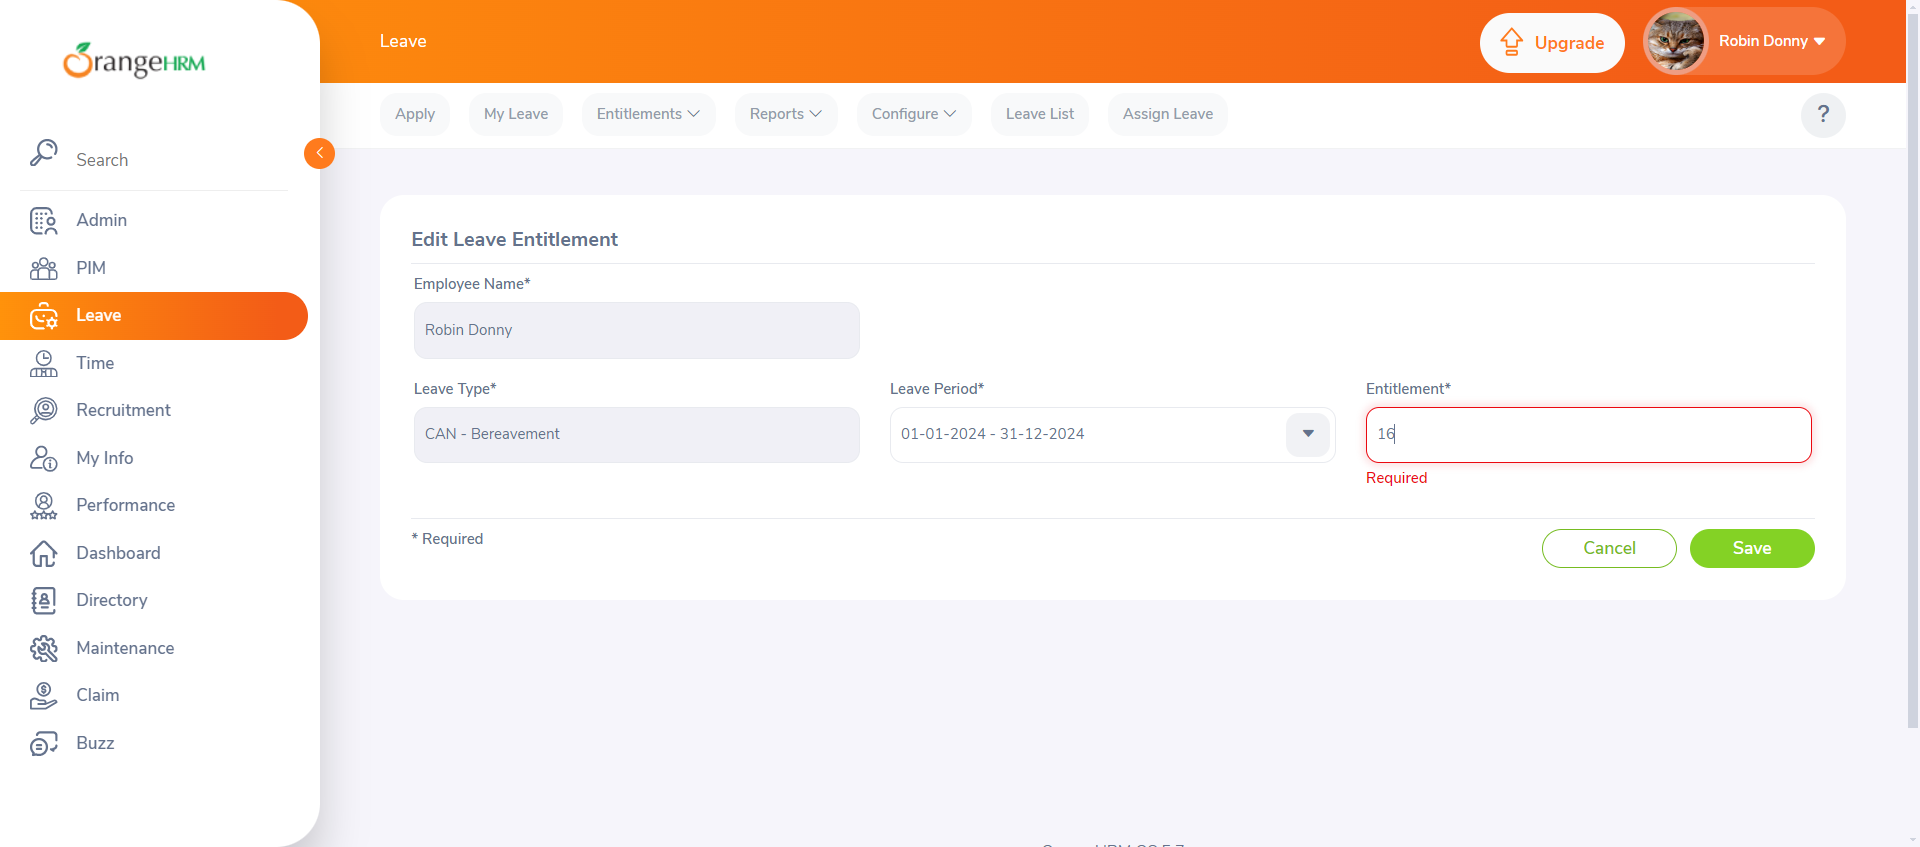 OrangeHRM
Leave
Upgrade
Robin Donny
Apply
My Leave
Entitlements
Reports
Configure
Leave List
Assign Leave
?
Search
Admin
PIM
Leave
Time
Recruitment
My Info
Performance
Dashboard
Directory
Maintenance
Claim
Buzz
Edit Leave Entitlement
Employee Name*
Robin Donny
Leave Type*
CAN - Bereavement
Leave Period*
01-01-2024 - 31-12-2024
Entitlement*
16
Required
* Required
Cancel
Save